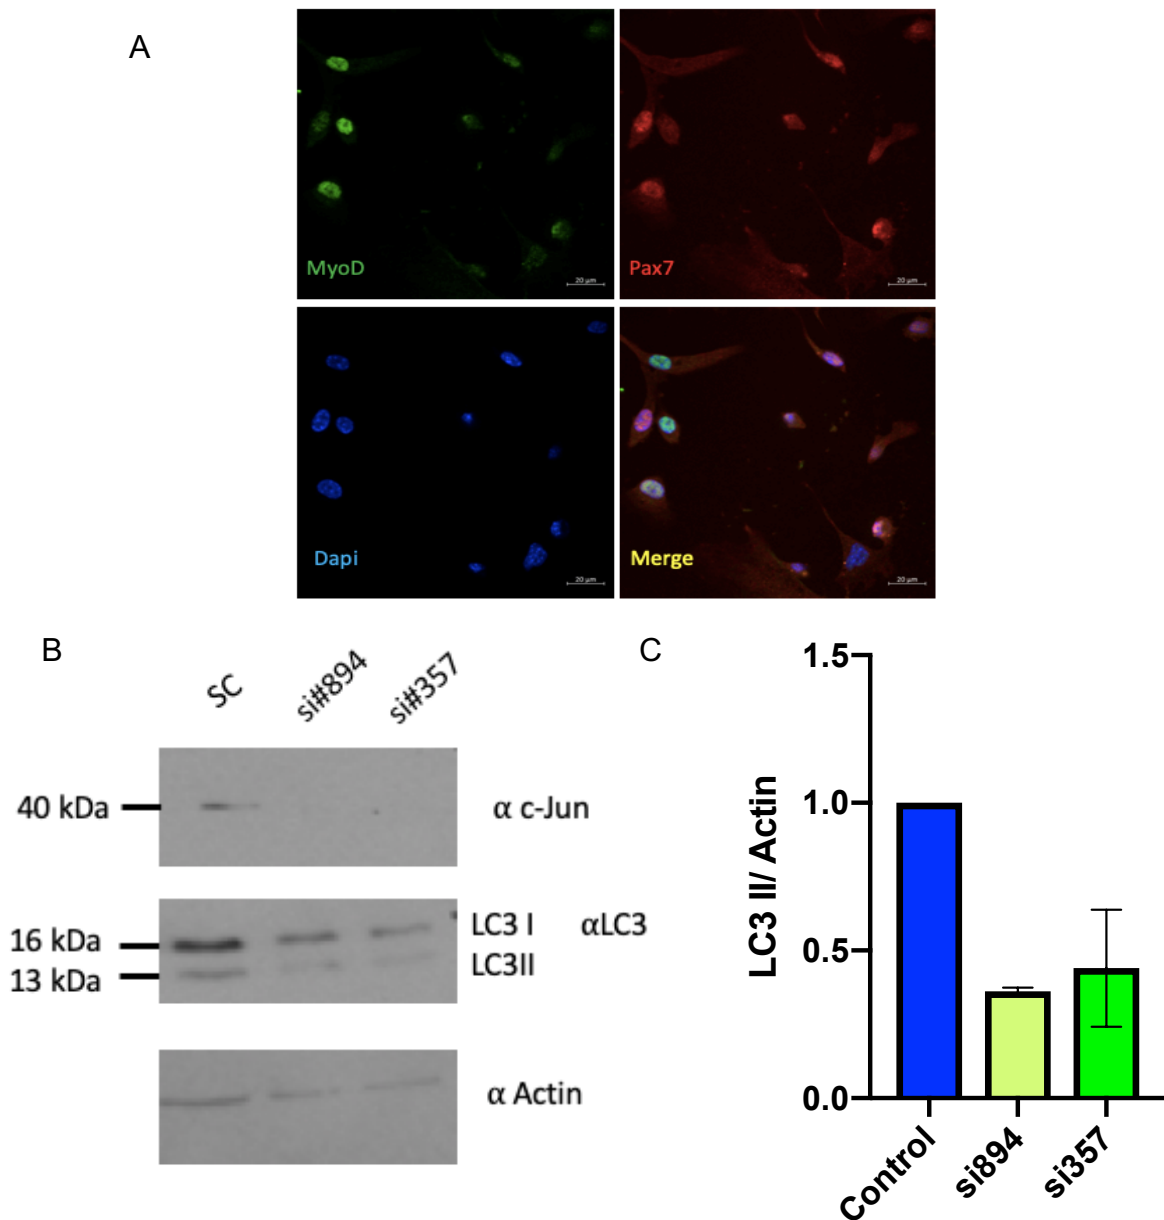 A
MyoD
20 µm
Pax7
20 µm
Dapi
20 µm
Merge
20 µm
B
SC
si#894
si#357
40 kDa
α c-Jun
16 kDa
13 kDa
LC3 I
αLC3
LC3II
α Actin
C
LC3 II/ Actin
1.5
1.0
0.5
0.0
Control
si894
si357